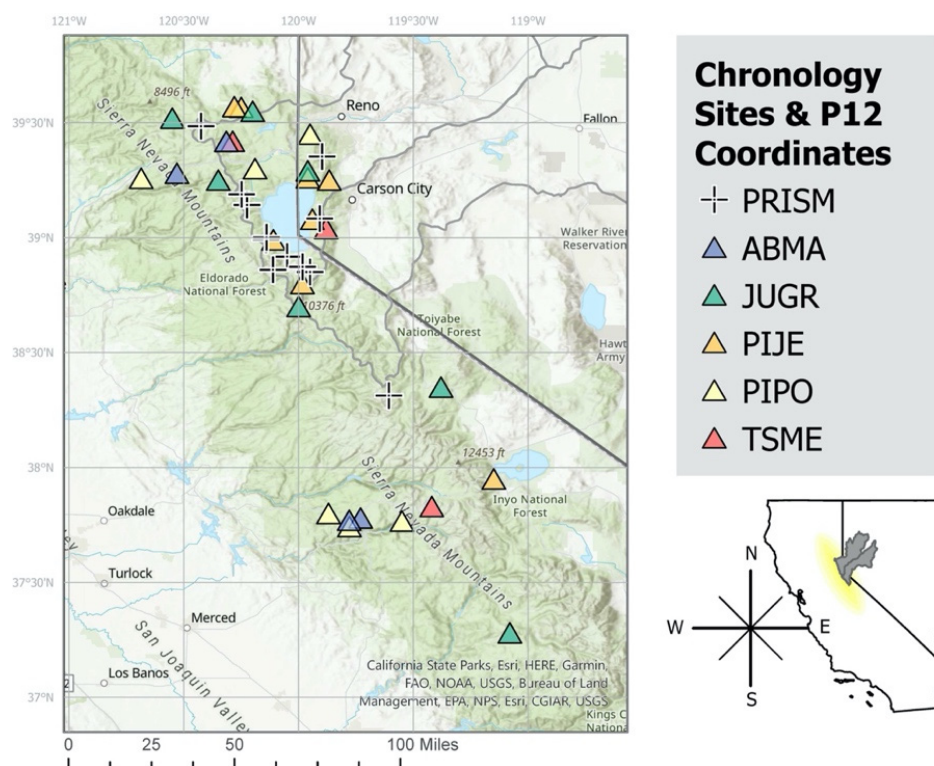 121°W 120°30'W 120°W 119°30'W 119°W
39°30'N
39°N
38°30'N
38°N
37°30'N
37°N
8496 ft
Sierra Nevada Mountains
Reno
Fallon
Carson City
Walker River
Reservation
Eldorado
National Forest
10376 ft
Toiyabe
National Forest
Hawt
Army
12453 ft
Inyo National
Forest
Sierra Nevada Mountains
Oakdale
Turlock
Merced
Los Banos
San Joaquin Valley
California State Parks, Esri, HERE, Garmin,
FAO, NOAA, USGS, Bureau of Land
Management, EPA, NPS, Esri, CGIAR, USGS
Kings C
Nationa
0 25 50 100 Miles
Chronology
Sites & P12
Coordinates
PRISM
ABMA
JUGR
PIJE
PIPO
TSME
N
W E
S